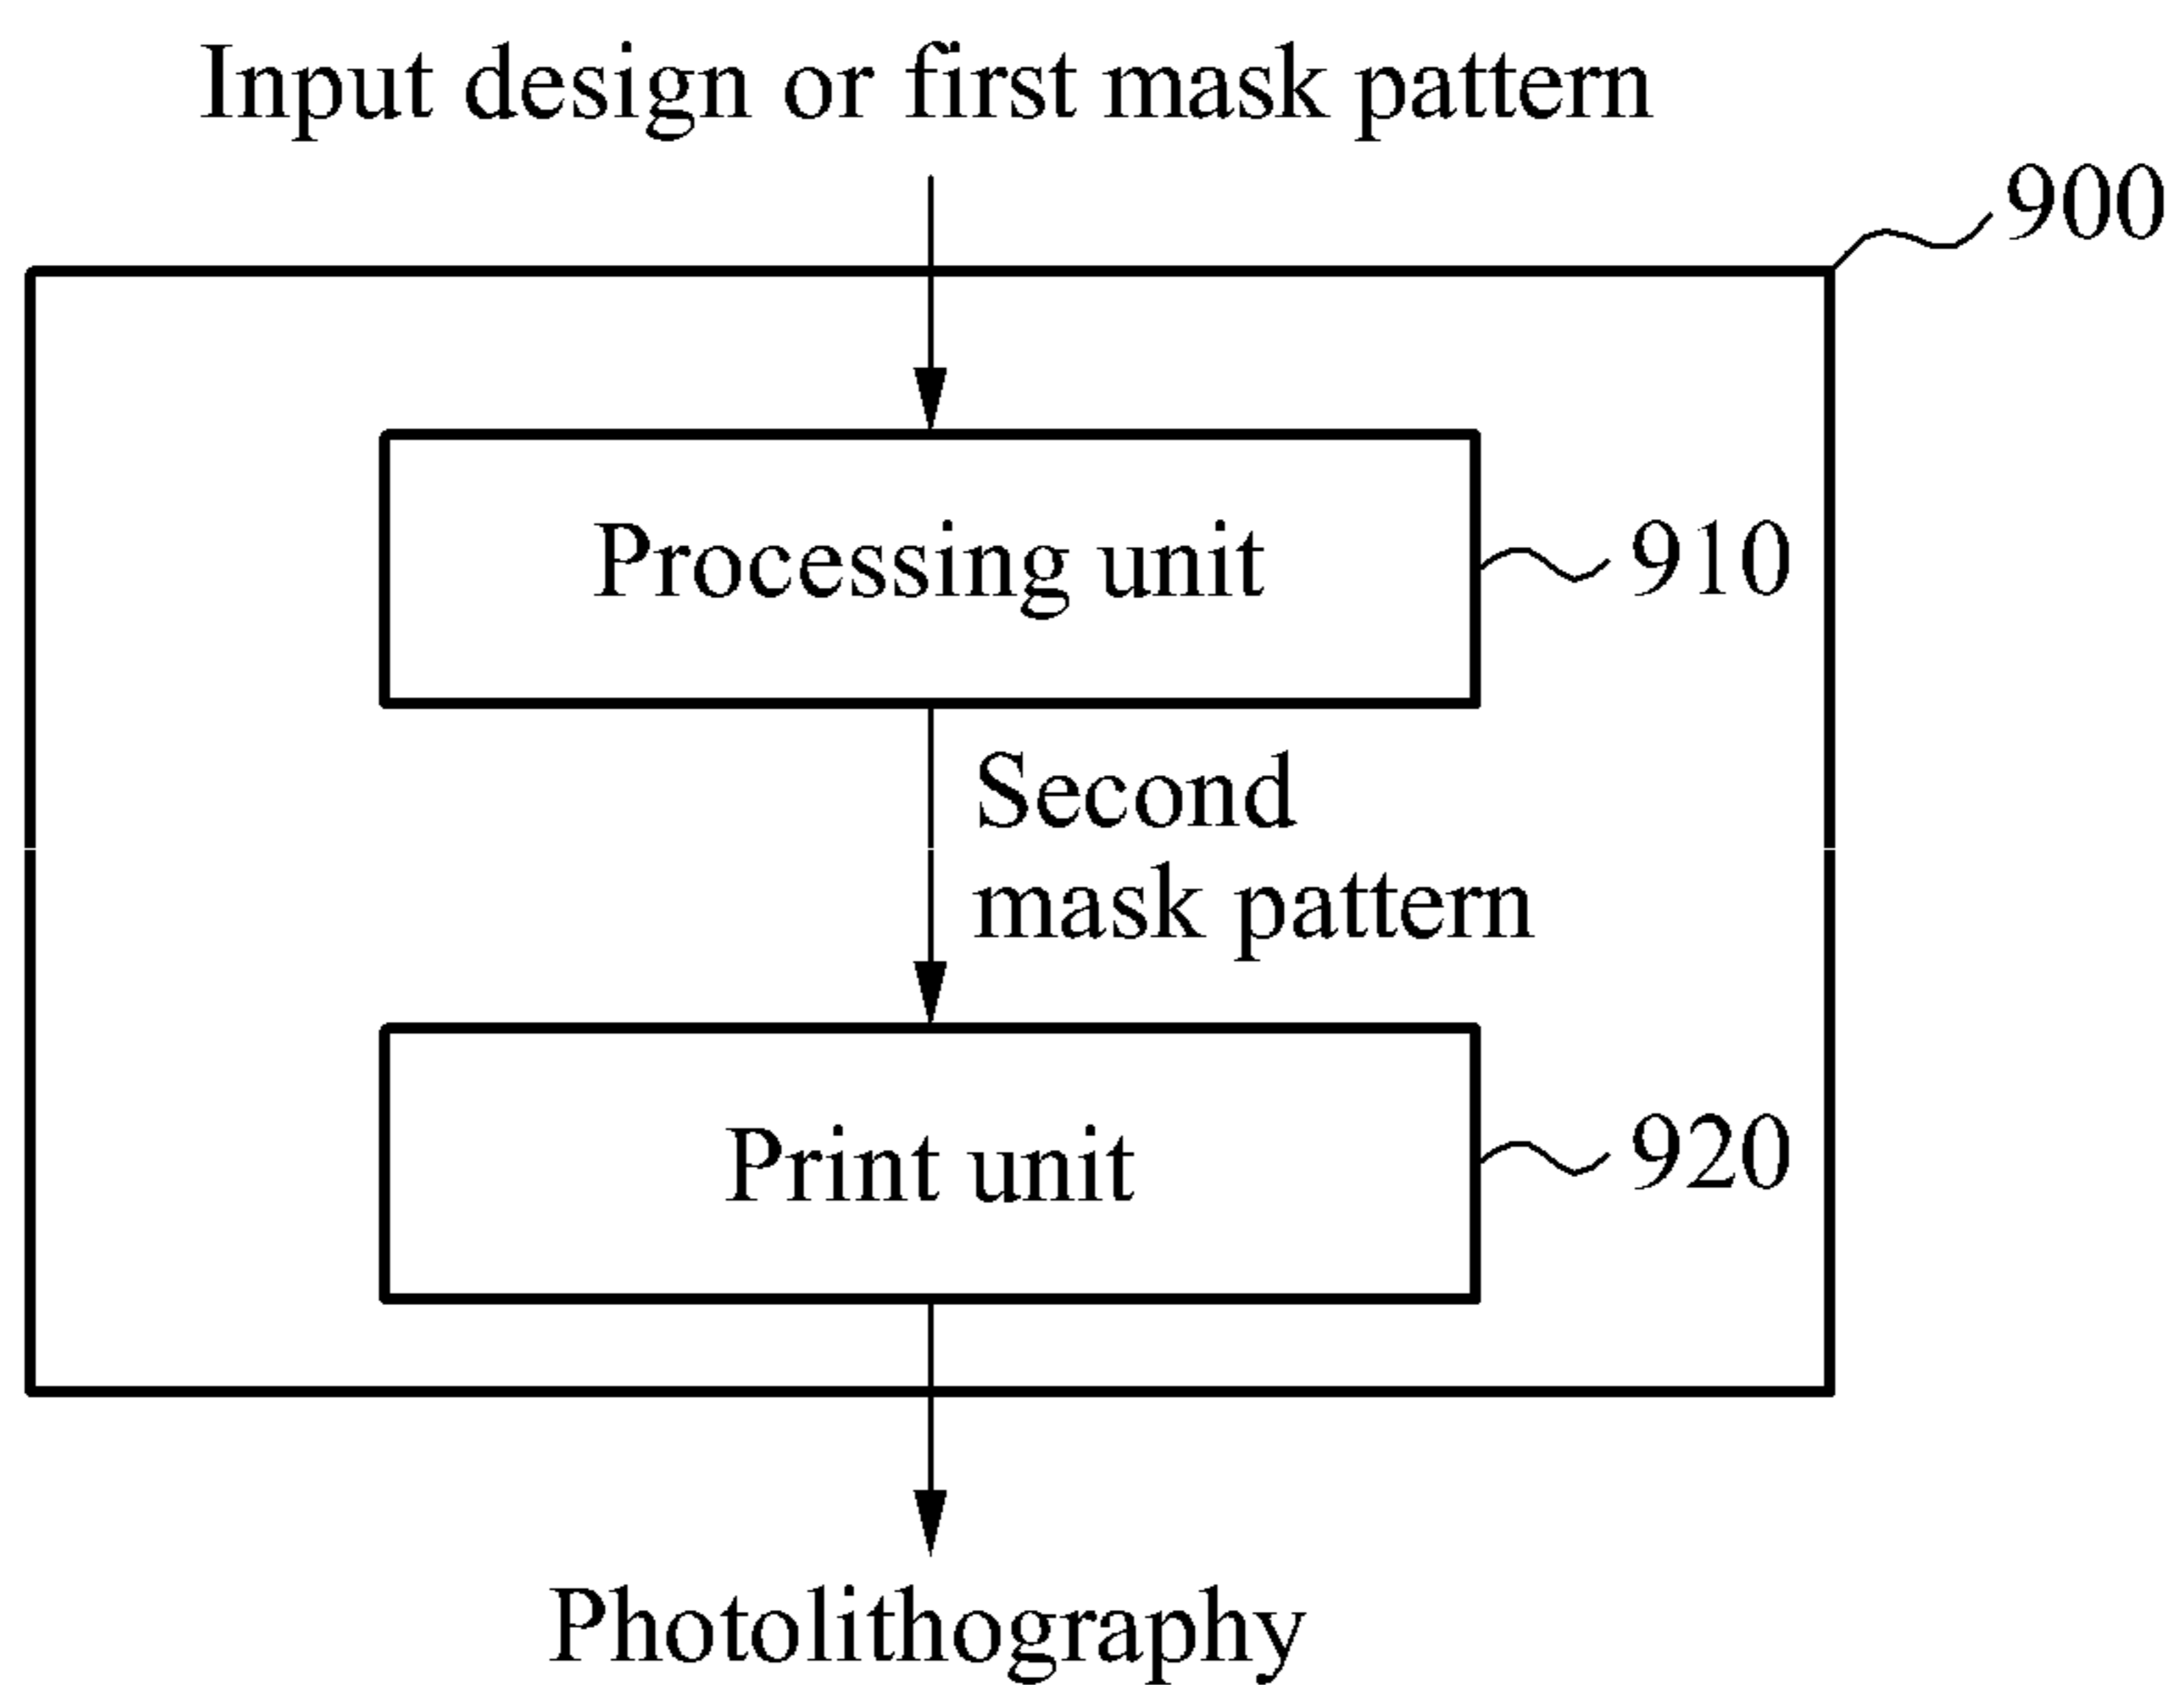 Input design or first mask pattern
900
Processing unit
910
Second
mask pattern
Print unit
920
Photolithography